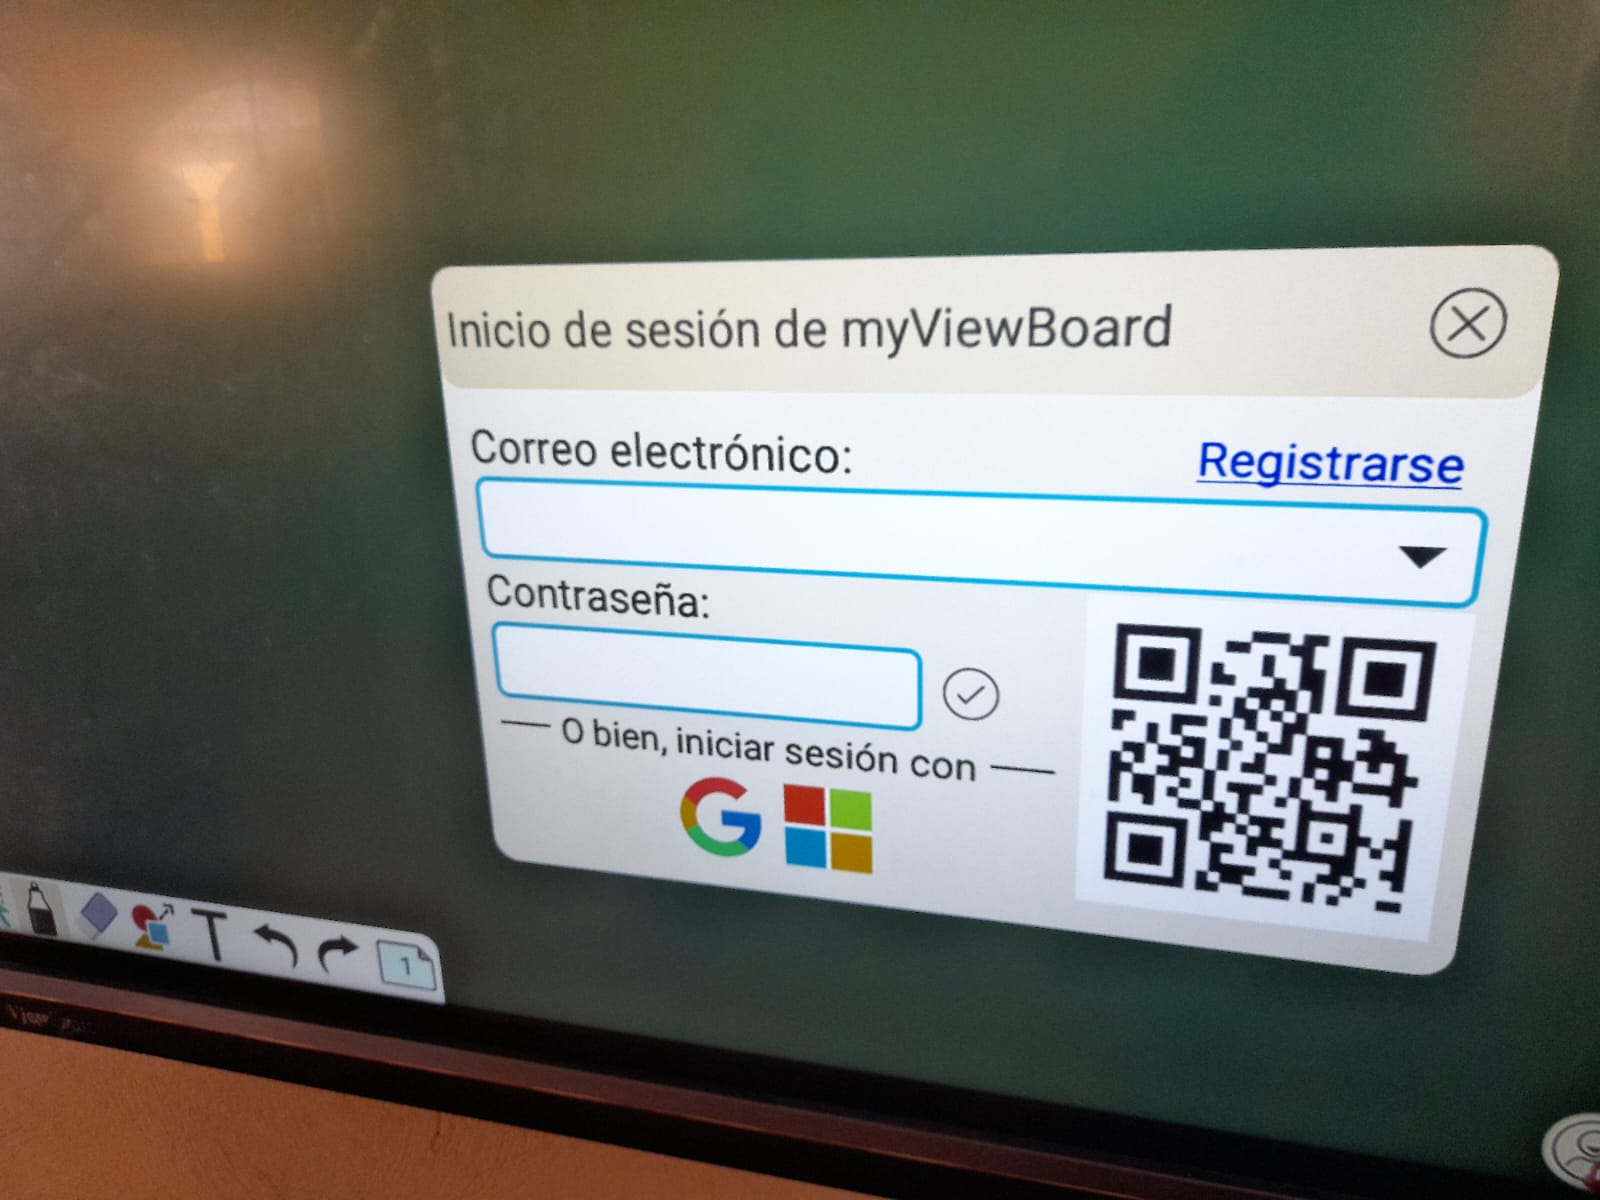 Inicio de sesión de myViewBoard
Correo electrónico:
Registrarse
Contraseña:
O bien, iniciar sesión con
T
1